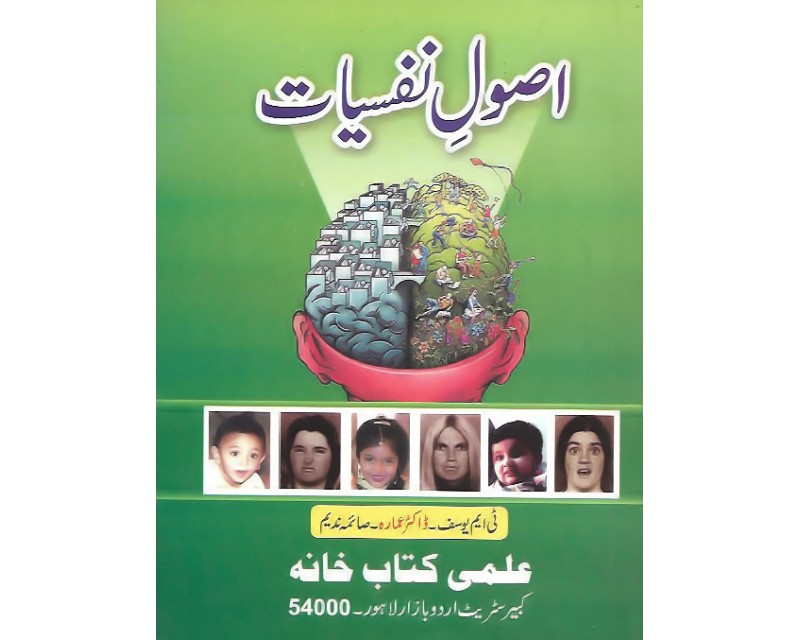 اصولِ نفسیات
ٹی ایم یوسف ۔ ڈاکٹر عمارہ ۔ صائمہ ندیم
علمی کتاب خانہ
کبیر سٹریٹ اردو بازار لاہور ۔ 54000